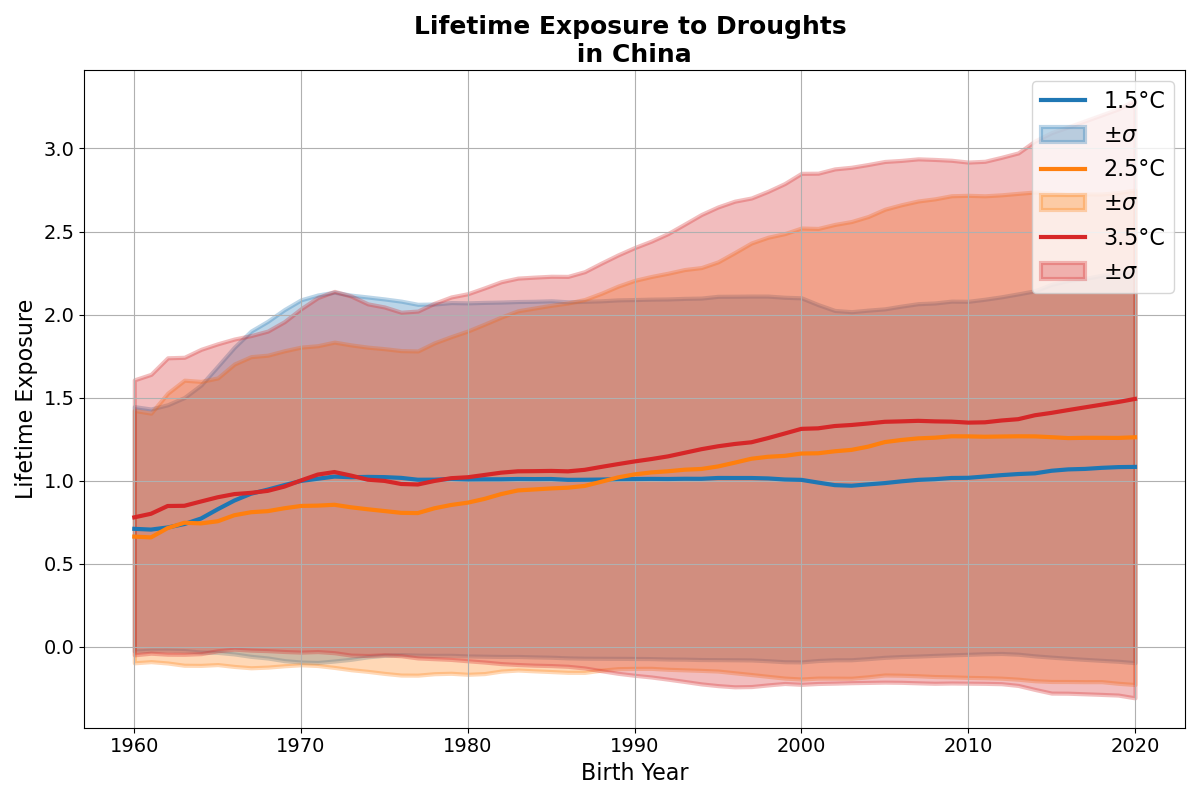 Lifetime Exposure to Droughts
in China
1.5°C
±σ
2.5°C
±σ
3.5°C
±σ
Lifetime Exposure
3.0
2.5
2.0
1.5
1.0
0.5
0.0
1960
1970
1980
1990
2000
2010
2020
Birth Year